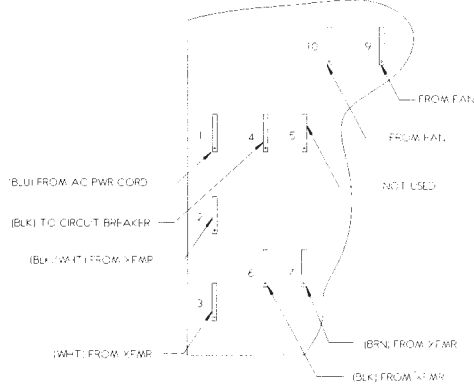 10 9
FROM FAN
FROM FAN
1 4 5
(BLU) FROM AC PWR CORD
NOT USED
(BLK) TO CIRCUIT BREAKER
2
(BLK/WHT) FROM XFMR
6 7
3
(BRN) FROM XFMR
(WHT) FROM XFMR
(BLK) FROM XFMR